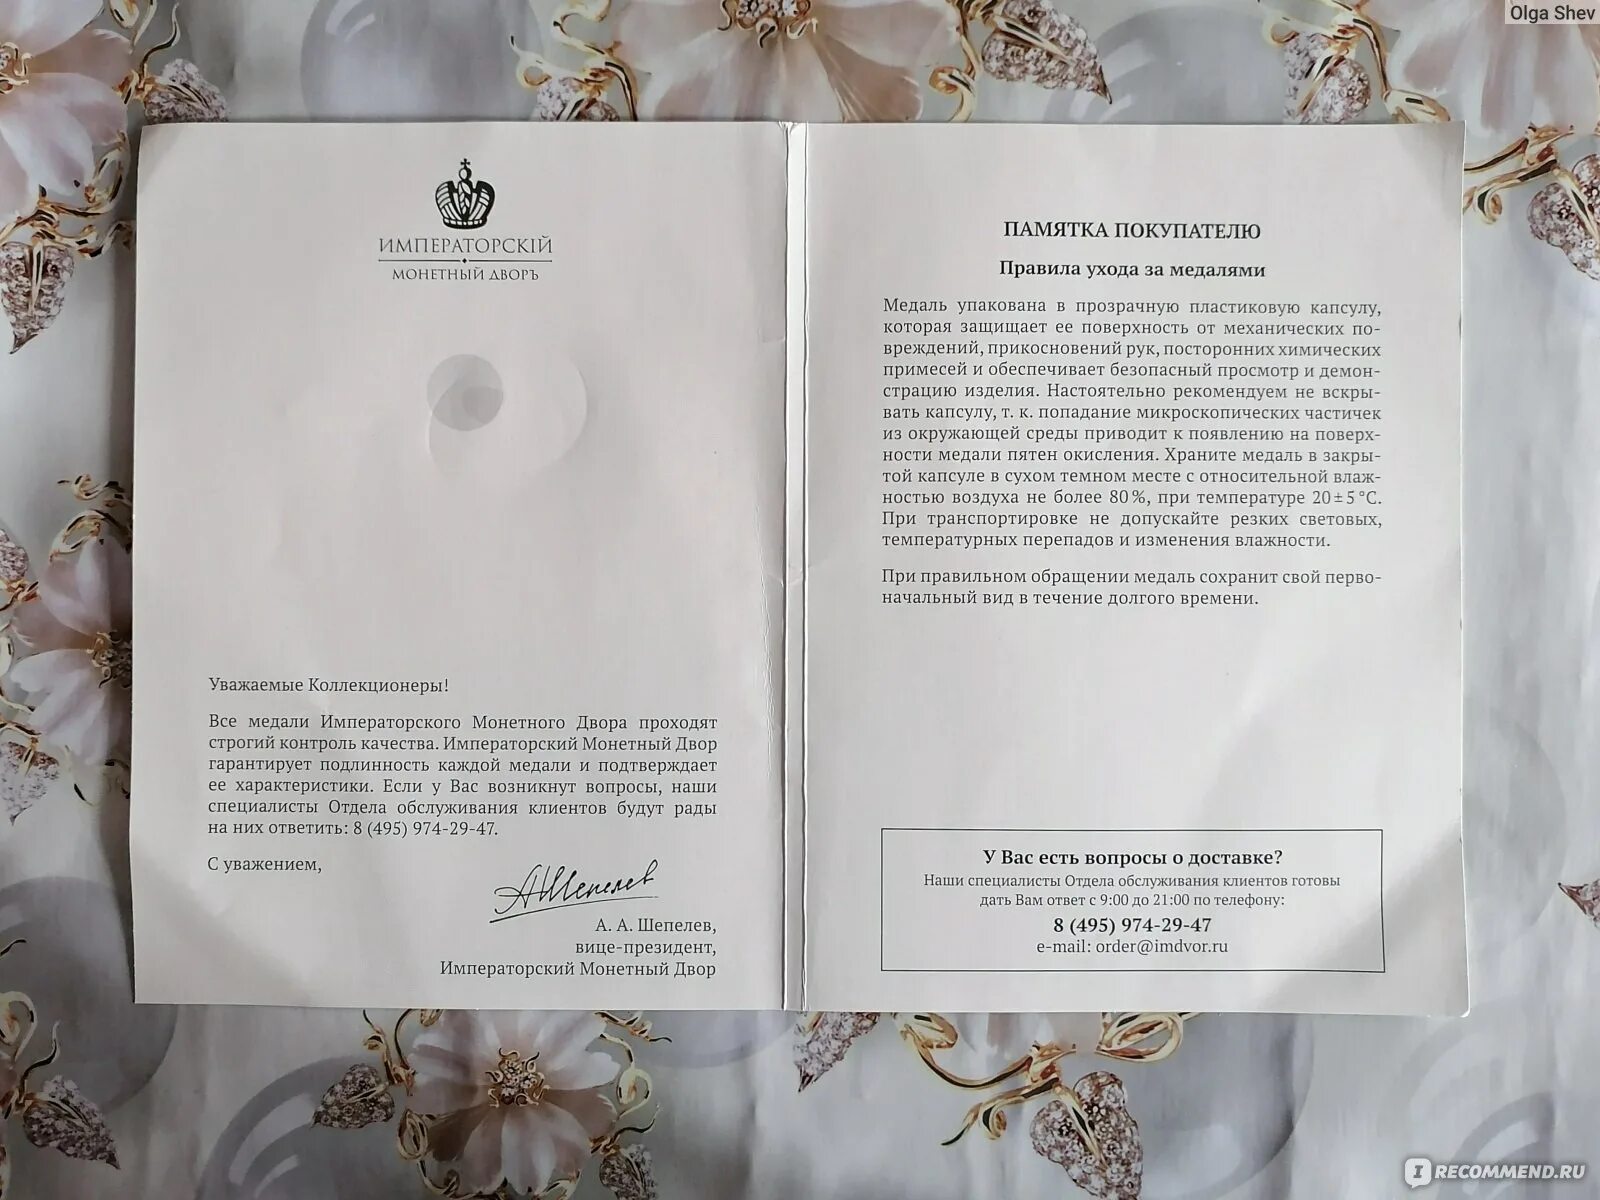 Olga Shev
ИМПЕРАТОРСКІЙ
МОНЕТНЫЙ ДВОРЪ
Уважаемые Коллекционеры!
Все медали Императорского Монетного Двора проходят
строгий контроль качества. Императорский Монетный Двор
гарантирует подлинность каждой медали и подтверждает
ее характеристики. Если у Вас возникнут вопросы, наши
специалисты Отдела обслуживания клиентов будут рады
на них ответить: 8 (495) 974-29-47.
С уважением,
АШепелев
А. А. Шепелев,
вице-президент,
Императорский Монетный Двор
ПАМЯТКА ПОКУПАТЕЛЮ
Правила ухода за медалями
Медаль упакована в прозрачную пластиковую капсулу,
которая защищает ее поверхность от механических по-
вреждений, прикосновений рук, посторонних химических
примесей и обеспечивает безопасный просмотр и демон-
страцию изделия. Настоятельно рекомендуем не вскры-
вать капсулу, т. к. попадание микроскопических частичек
из окружающей среды приводит к появлению на поверх-
ности медали пятен окисления. Храните медаль в закры-
той капсуле в сухом темном месте с относительной влаж-
ностью воздуха не более 80 %, при температуре 20 ± 5 °C.
При транспортировке не допускайте резких световых,
температурных перепадов и изменения влажности.
При правильном обращении медаль сохранит свой перво-
начальный вид в течение долгого времени.
У Вас есть вопросы о доставке?
Наши специалисты Отдела обслуживания клиентов готовы
дать Вам ответ с 9:00 до 21:00 по телефону:
8 (495) 974-29-47
e-mail: order@imdvor.ru
IRECOMMEND.RU